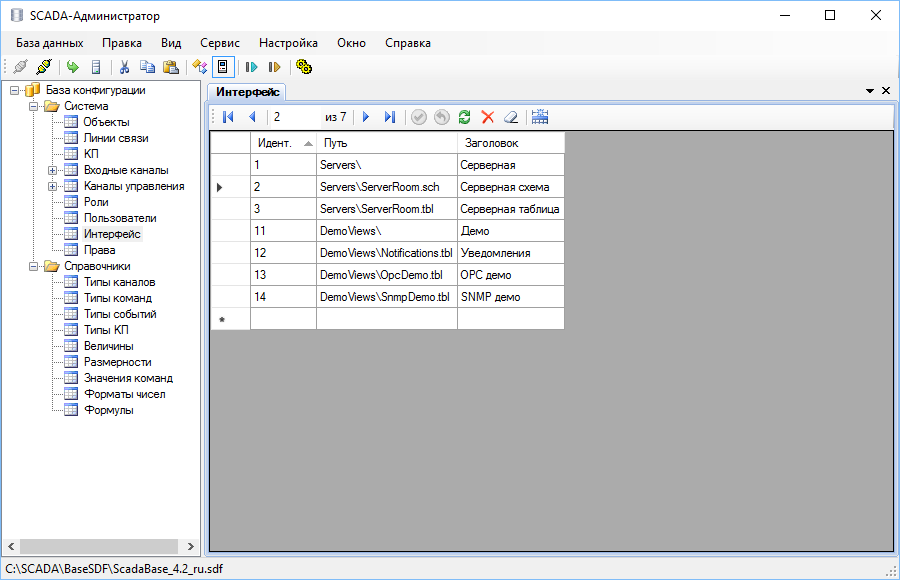 SCADA-Администратор
База данных Правка Вид Сервис Настройка Окно Справка
База конфигурации
Система
Объекты
Линии связи
КП
Входные каналы
Каналы управления
Роли
Пользователи
Интерфейс
Права
Справочники
Типы каналов
Типы команд
Типы событий
Типы КП
Величины
Размерности
Значения команд
Форматы чисел
Формулы
Интерфейс
2 из 7
Идент. Путь Заголовок
1 Servers\ Серверная
2 Servers\ServerRoom.sch Серверная схема
3 Servers\ServerRoom.tbl Серверная таблица
11 DemoViews\ Демо
12 DemoViews\Notifications.tbl Уведомления
13 DemoViews\OpcDemo.tbl OPC демо
14 DemoViews\SnmpDemo.tbl SNMP демо
C:\SCADA\BaseSDF\ScadaBase_4.2_ru.sdf